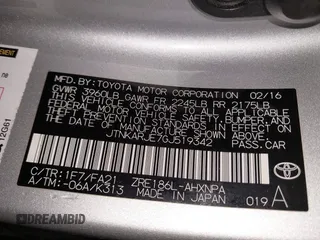 MFD.BY:TOYOTA MOTOR CORPORATION 02/16
GVWR 3960LB GAWR FR 2245LB RR 2175LB
THIS VEHICLE CONFORMS TO ALL APPLICABLE
FEDERAL MOTOR VEHICLE SAFETY, BUMPER, AND
THEFT PREVENTION STANDARDS IN EFFECT ON
THE DATE OF MANUFACTURE SHOWN ABOVE.
JTNKARJE7GJ519342 PASS.CAR
C/TR:1F7/FA21 ZRE186L-AHXNPA
A/TM:-06A/K313 MADE IN JAPAN 019 A
TOYOTA
12G61
DREAMBID